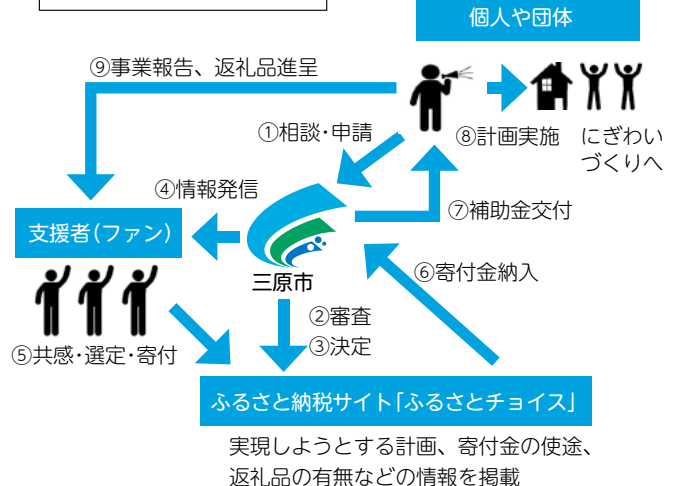 個人や団体
⑨事業報告、返礼品進呈
①相談・申請
⑧計画実施
にぎわい
づくりへ
④情報発信
⑦補助金交付
支援者(ファン)
三原市
⑥寄付金納入
②審査
③決定
⑤共感・選定・寄付
ふるさと納税サイト「ふるさとチョイス」
実現しようとする計画、寄付金の使途、
返礼品の有無などの情報を掲載